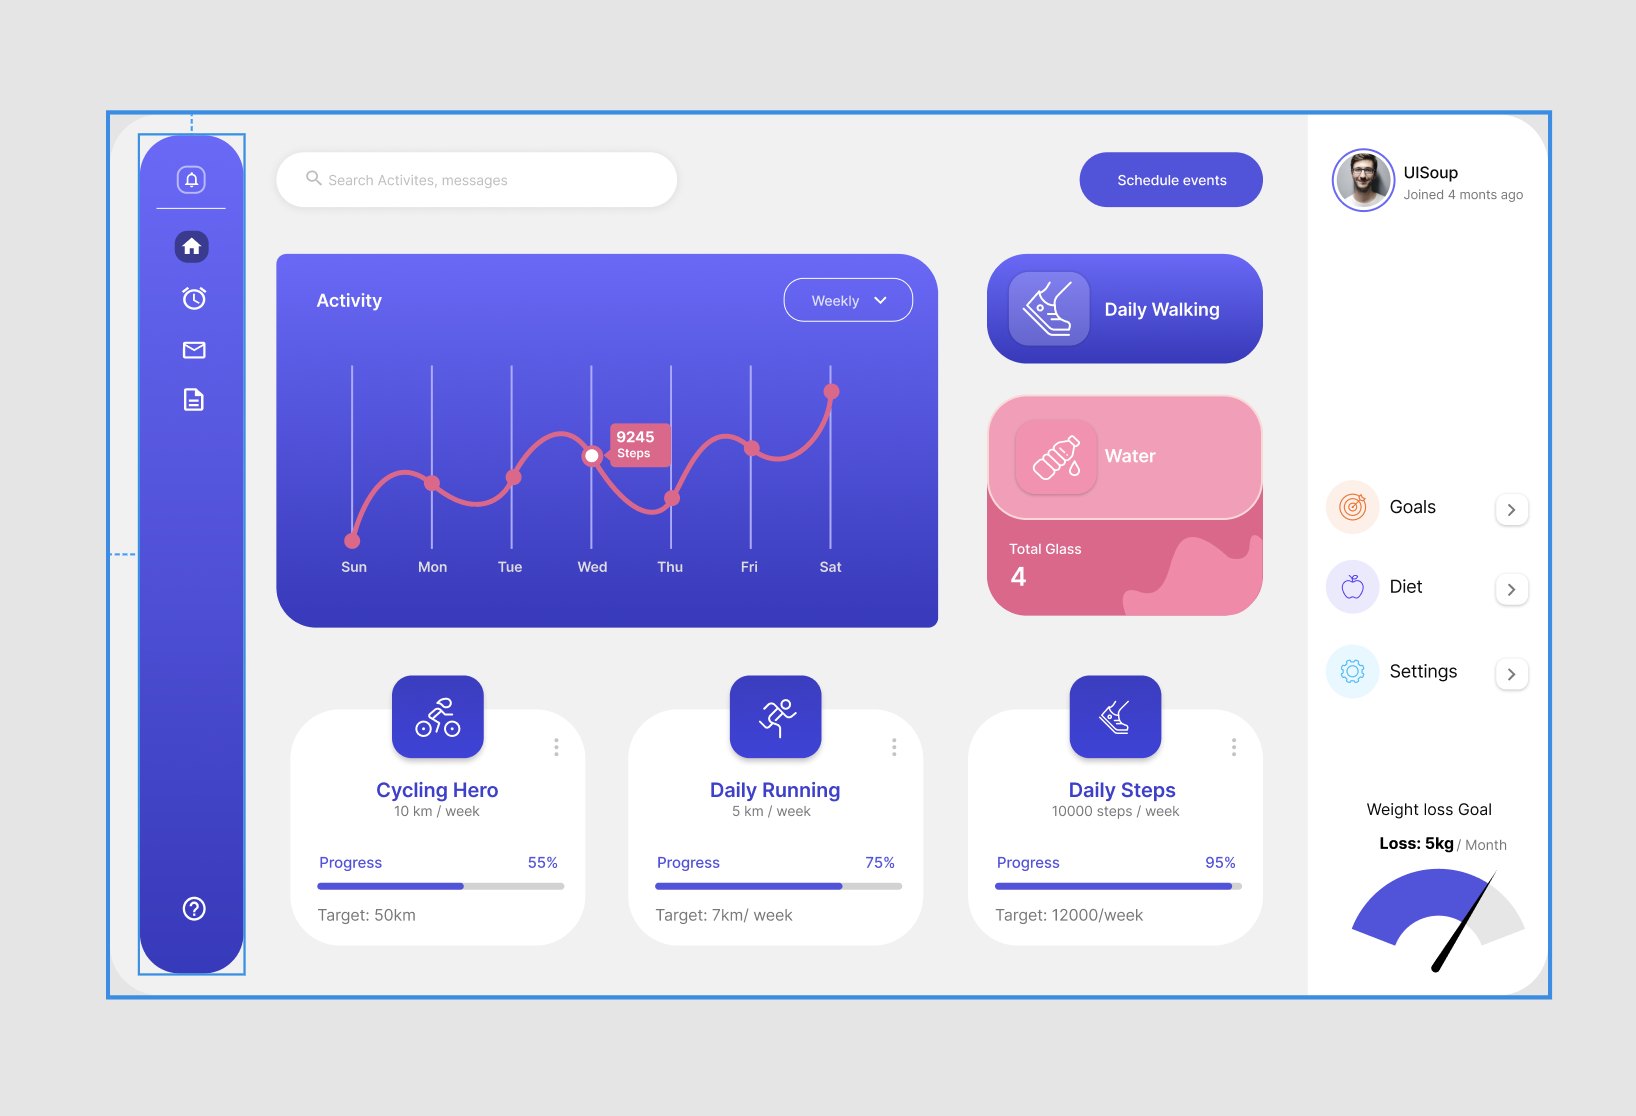 Search Activites, messages
Schedule events
UISoup
Joined 4 monts ago
Activity
Weekly
9245
Steps
Sun Mon Tue Wed Thu Fri Sat
Daily Walking
Water
Total Glass
4
Goals
Diet
Settings
Cycling Hero
10 km / week
Progress 55%
Target: 50km
Daily Running
5 km / week
Progress 75%
Target: 7km/ week
Daily Steps
10000 steps / week
Progress 95%
Target: 12000/week
Weight loss Goal
Loss: 5kg / Month